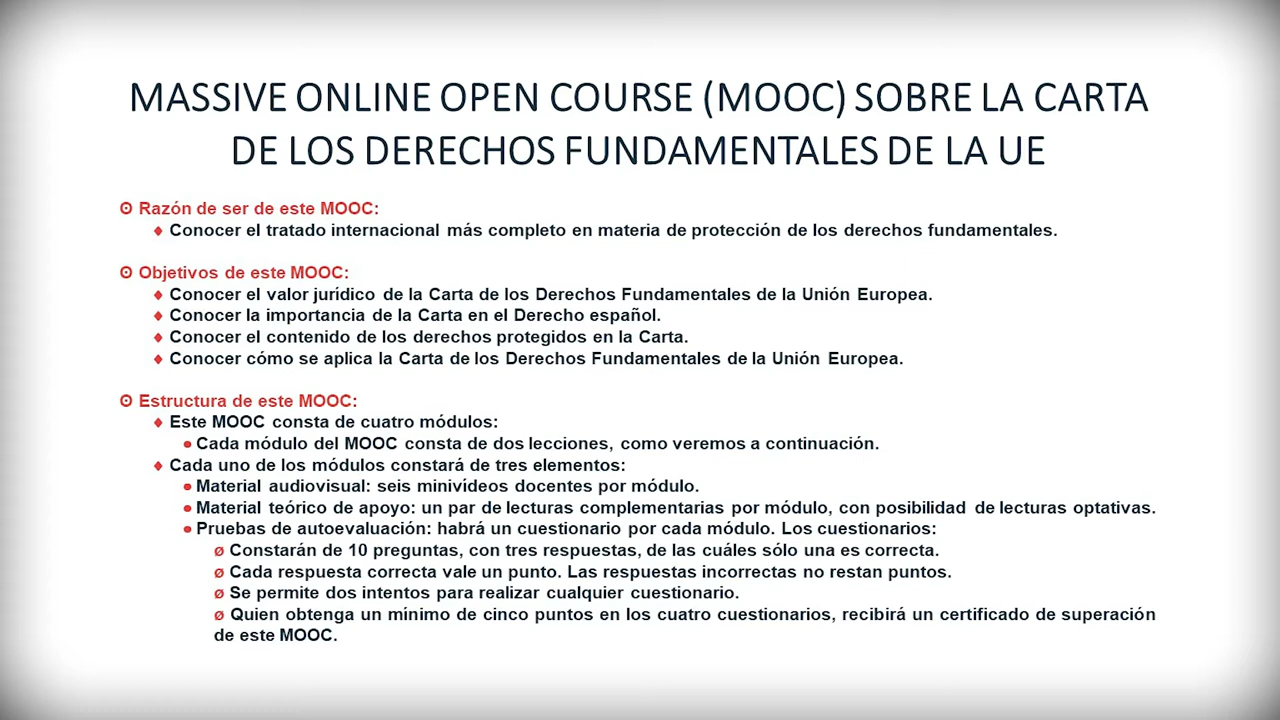 MASSIVE ONLINE OPEN COURSE (MOOC) SOBRE LA CARTA
DE LOS DERECHOS FUNDAMENTALES DE LA UE
Razón de ser de este MOOC:
Conocer el tratado internacional más completo en materia de protección de los derechos fundamentales.
Objetivos de este MOOC:
Conocer el valor jurídico de la Carta de los Derechos Fundamentales de la Unión Europea.
Conocer la importancia de la Carta en el Derecho español.
Conocer el contenido de los derechos protegidos en la Carta.
Conocer cómo se aplica la Carta de los Derechos Fundamentales de la Unión Europea.
Estructura de este MOOC:
Este MOOC consta de cuatro módulos:
Cada módulo del MOOC consta de dos lecciones, como veremos a continuación.
Cada uno de los módulos constará de tres elementos:
Material audiovisual: seis minivídeos docentes por módulo.
Material teórico de apoyo: un par de lecturas complementarias por módulo, con posibilidad de lecturas optativas.
Pruebas de autoevaluación: habrá un cuestionario por cada módulo. Los cuestionarios:
Constarán de 10 preguntas, con tres respuestas, de las cuáles sólo una es correcta.
Cada respuesta correcta vale un punto. Las respuestas incorrectas no restan puntos.
Se permite dos intentos para realizar cualquier cuestionario.
Quien obtenga un mínimo de cinco puntos en los cuatro cuestionarios, recibirá un certificado de superación
de este MOOC.